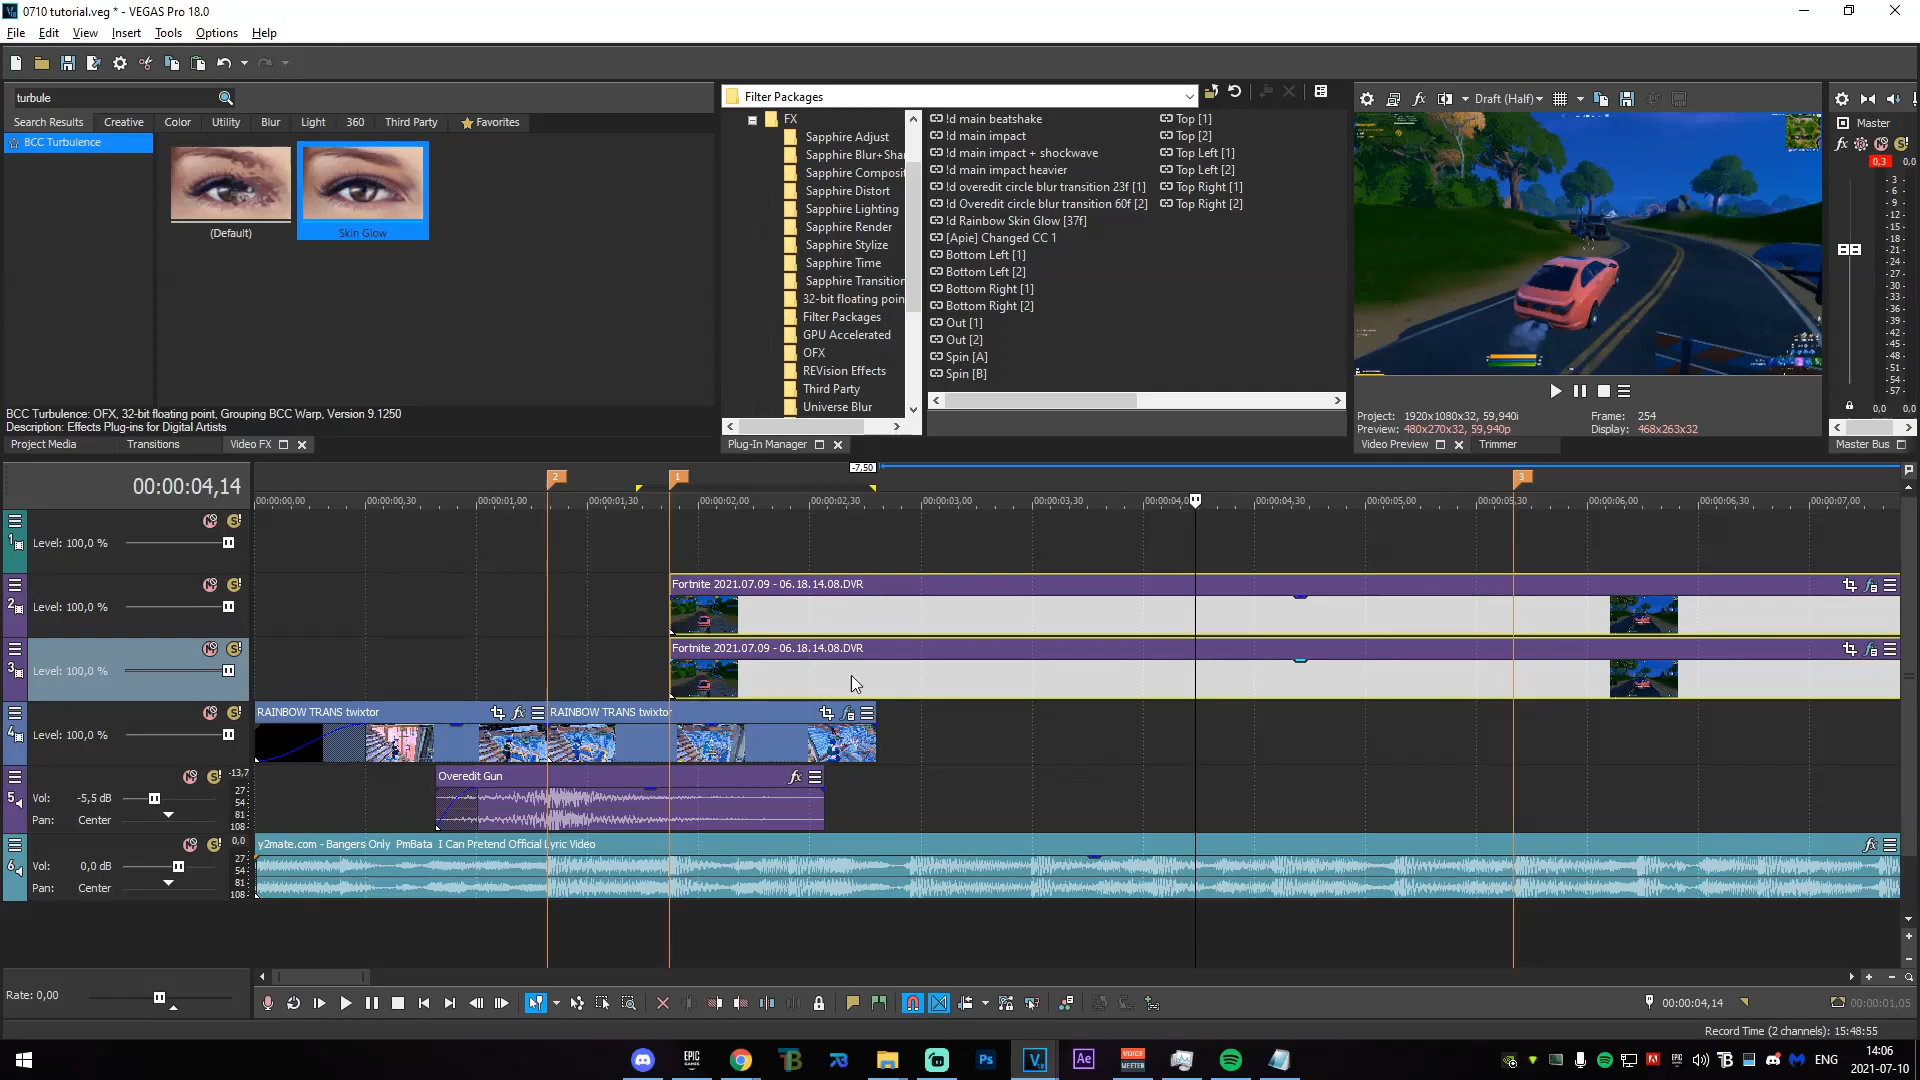 0710 tutorial.veg * - VEGAS Pro 18.0
File Edit View Insert Tools Options Help
turbule
Search Results Creative Color Utility Blur Light 360 Third Party Favorites
BCC Turbulence
(Default)
Skin Glow
BCC Turbulence: OFX, 32-bit floating point, Grouping BCC Warp, Version 9.1250
Description: Effects Plug-ins for Digital Artists
Project Media Transitions Video FX
Filter Packages
FX
Sapphire Adjust
Sapphire Blur+Shar
Sapphire Composit
Sapphire Distort
Sapphire Lighting
Sapphire Render
Sapphire Stylize
Sapphire Time
Sapphire Transition
32-bit floating poin
Filter Packages
GPU Accelerated
OFX
REVision Effects
Third Party
Universe Blur
!d main beatshake
!d main impact
!d main impact + shockwave
!d main impact heavier
!d overedit circle blur transition 23f [1]
!d Overedit circle blur transition 60f [2]
!d Rainbow Skin Glow [37f]
[Apie] Changed CC 1
Bottom Left [1]
Bottom Left [2]
Bottom Right [1]
Bottom Right [2]
Out [1]
Out [2]
Spin [A]
Spin [B]
Top [1]
Top [2]
Top Left [1]
Top Left [2]
Top Right [1]
Top Right [2]
Plug-In Manager
Draft (Half)
Project: 1920x1080x32, 59,940i
Preview: 480x270x32, 59,940p
Frame: 254
Display: 468x263x32
Video Preview Trimmer
Master
0,3 0,0
-3-
-6-
-9-
-12-
-15-
-18-
-21-
-24-
-27-
-30-
-33-
-36-
-39-
-42-
-45-
-48-
-51-
-54-
-57-
0,0 0,0
Master Bus
00:00:04,14
-7,50
2 1 3
00:00:00,00 00:00:00,30 00:00:01,00 00:00:01,30 00:00:02,00 00:00:02,30 00:00:03,00 00:00:03,30 00:00:04,0 00:00:04,30 00:00:05,00 00:00:05,30 00:00:06,00 00:00:06,30 00:00:07,00
1 Level: 100,0 %
2 Level: 100,0 %
Fortnite 2021.07.09 - 06.18.14.08.DVR
3 Level: 100,0 %
Fortnite 2021.07.09 - 06.18.14.08.DVR
4 Level: 100,0 %
RAINBOW TRANS twixtor RAINBOW TRANS twixtor
5 Vol: -5,5 dB
Pan: Center
-13,7
27
54
81
108
Overedit Gun
6 Vol: 0,0 dB
Pan: Center
0,0
27
54
81
108
y2mate.com - Bangers Only PmBata I Can Pretend Official Lyric Video
Rate: 0,00
00:00:04,14
00:00:01,05
Record Time (2 channels): 15:48:55
ENG
14:06
2021-07-10